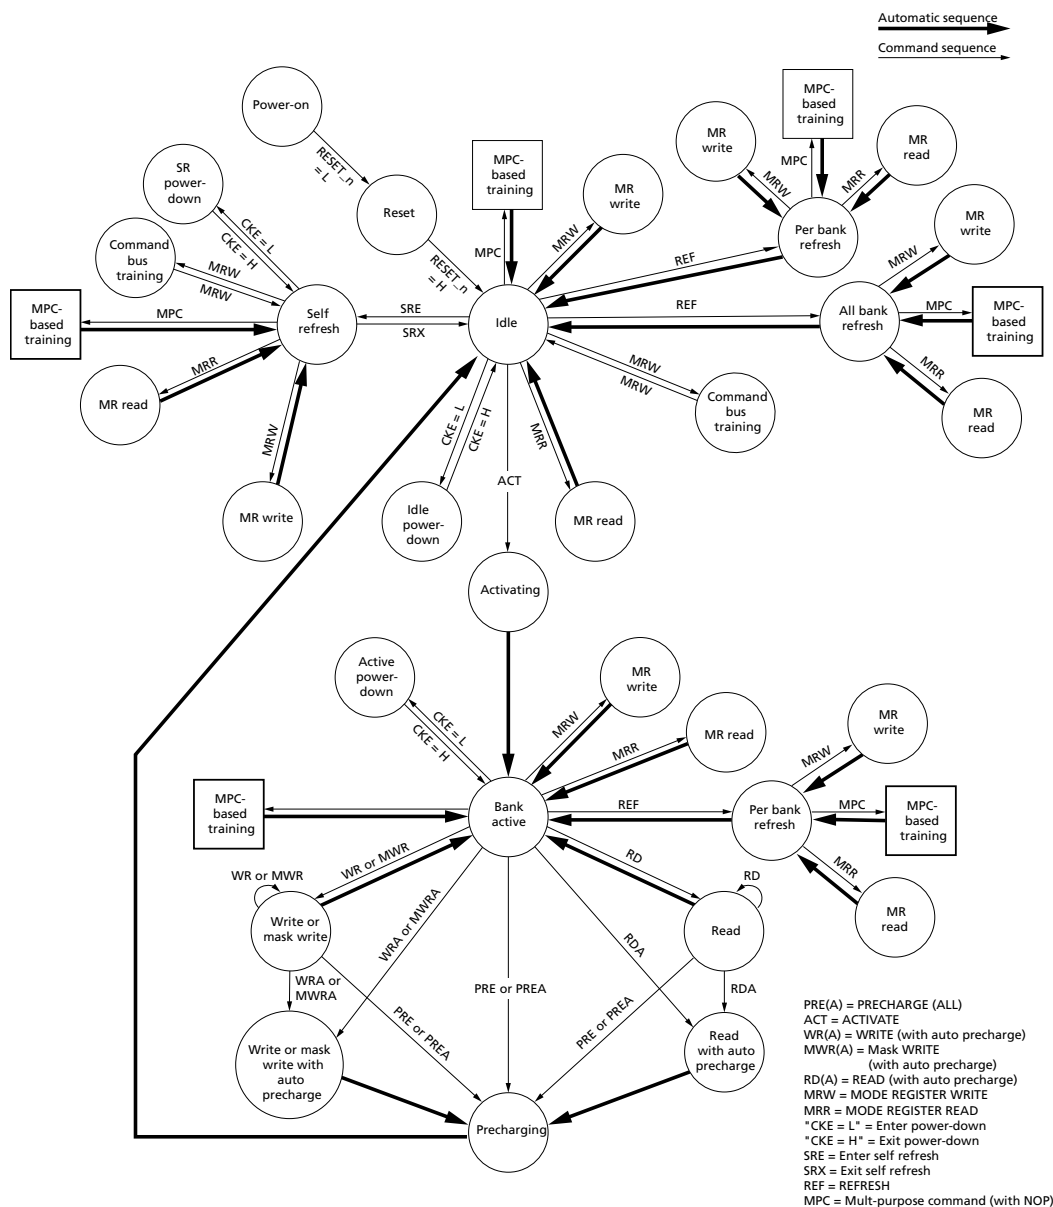 Automatic sequence
Command sequence
Power-on
RESET_n
= L
Reset
RESET_n
= H
SR
power-
down
CKE = L
CKE = H
Command
bus
training
MRW
MRW
MPC-
based
training
MPC
Self
refresh
MRR
MR read
MRW
MR write
SRE
SRX
Idle
MPC-
based
training
MPC
MR
write
MRW
MR
write
MRW
MPC-
based
training
MPC
MR
read
MRR
Per bank
refresh
REF
REF
All bank
refresh
MR
write
MRW
MPC
MPC-
based
training
MRR
MR
read
MRW
MRW
Command
bus
training
CKE = L
CKE = H
Idle
power-
down
ACT
MRR
MR read
Activating
Active
power-
down
CKE = L
CKE = H
MR
write
MRW
MR read
MRR
MPC-
based
training
Bank
active
REF
Per bank
refresh
MR
write
MRW
MPC
MPC-
based
training
MRR
MR
read
WR or MWR
WR or MWR
Write or
mask write
WRA or MWRA
WRA or
MWRA
PRE or PREA
PRE or PREA
RD
RD
Read
RDA
RDA
PRE or PREA
Write or mask
write with
auto
precharge
Read
with auto
precharge
Precharging
PRE(A) = PRECHARGE (ALL)
ACT = ACTIVATE
WR(A) = WRITE (with auto precharge)
MWR(A) = Mask WRITE
(with auto precharge)
RD(A) = READ (with auto precharge)
MRW = MODE REGISTER WRITE
MRR = MODE REGISTER READ
"CKE = L" = Enter power-down
"CKE = H" = Exit power-down
SRE = Enter self refresh
SRX = Exit self refresh
REF = REFRESH
MPC = Mult-purpose command (with NOP)